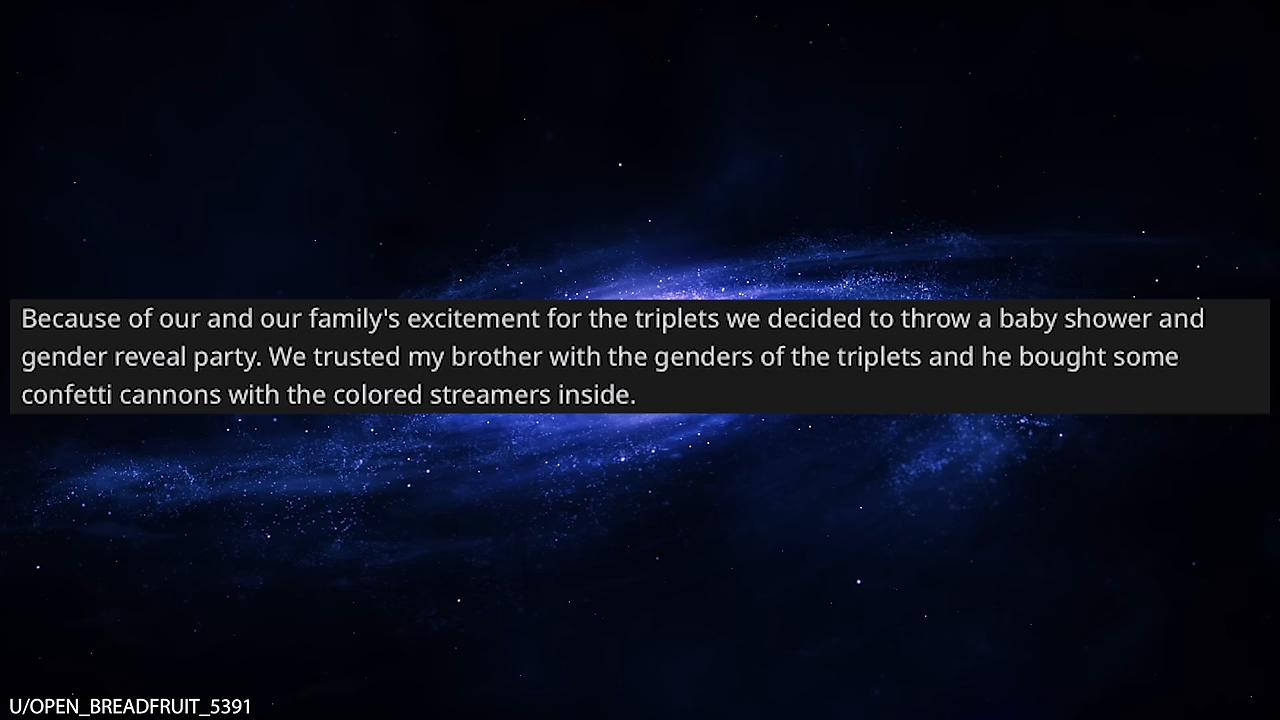 Because of our and our family's excitement for the triplets we decided to throw a baby shower and
gender reveal party. We trusted my brother with the genders of the triplets and he bought some
confetti cannons with the colored streamers inside.
U/OPEN_BREADFRUIT_5391